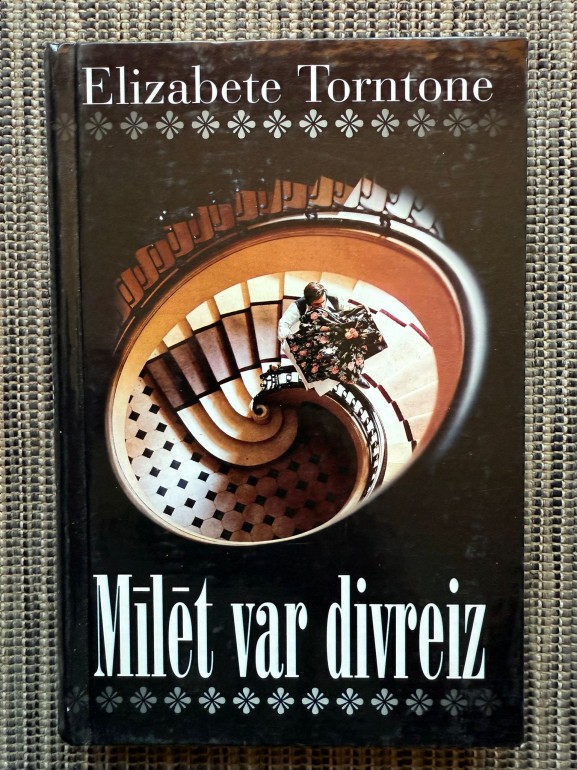 Elizabete Torntone
Mīlēt var divreiz